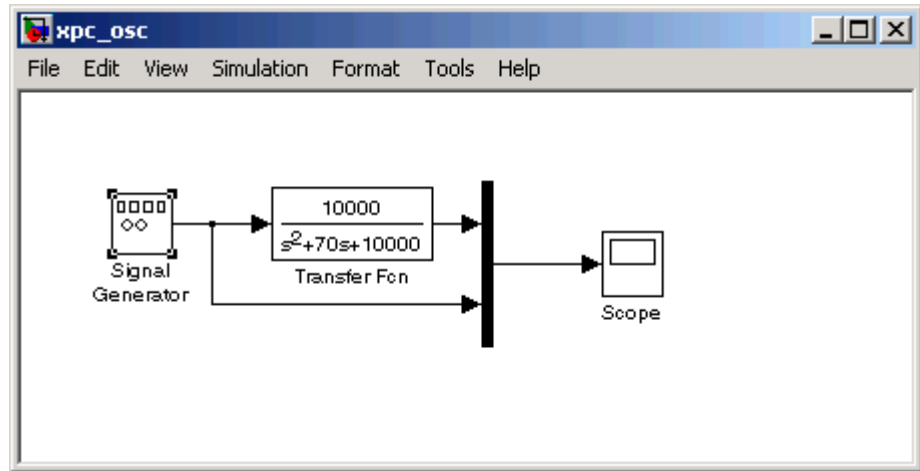 xpc_osc
File Edit View Simulation Format Tools Help
10000
s²+70s+10000
Transfer Fcn
Signal
Generator
Scope